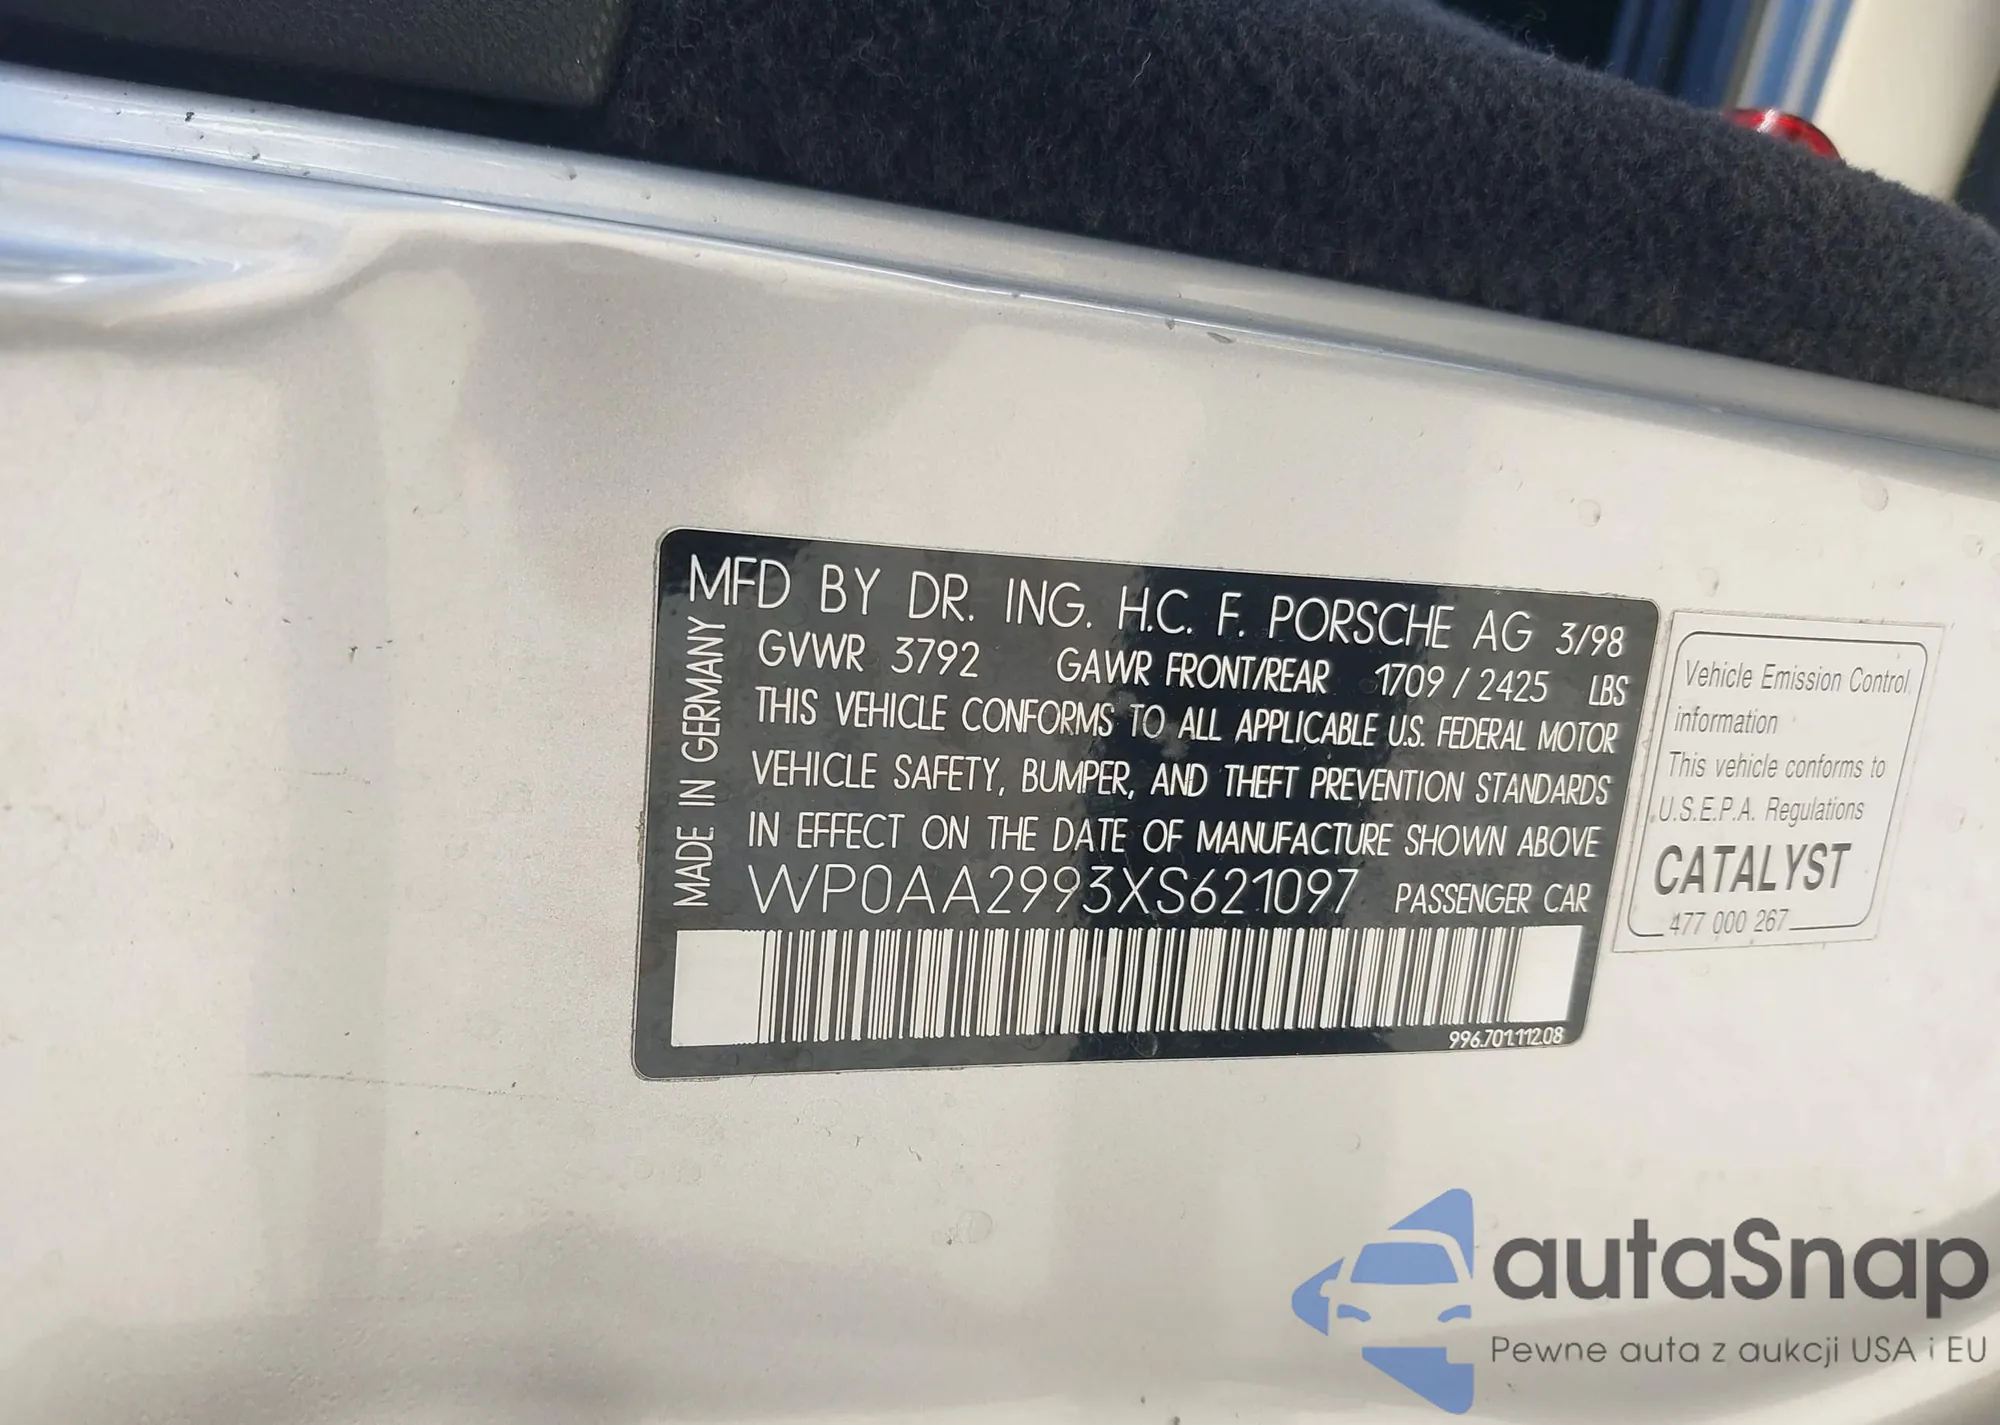 MFD BY DR. ING. H.C. F. PORSCHE AG 3/98
GVWR 3792 GAWR FRONT/REAR 1709 / 2425 LBS
THIS VEHICLE CONFORMS TO ALL APPLICABLE U.S. FEDERAL MOTOR
VEHICLE SAFETY, BUMPER, AND THEFT PREVENTION STANDARDS
IN EFFECT ON THE DATE OF MANUFACTURE SHOWN ABOVE
WP0AA2993XS621097 PASSENGER CAR
996.701.112.08
MADE IN GERMANY
Vehicle Emission Control
information
This vehicle conforms to
U.S.E.P.A. Regulations
CATALYST
477 000 267
autaSnap
Pewne auta z aukcji USA i EU